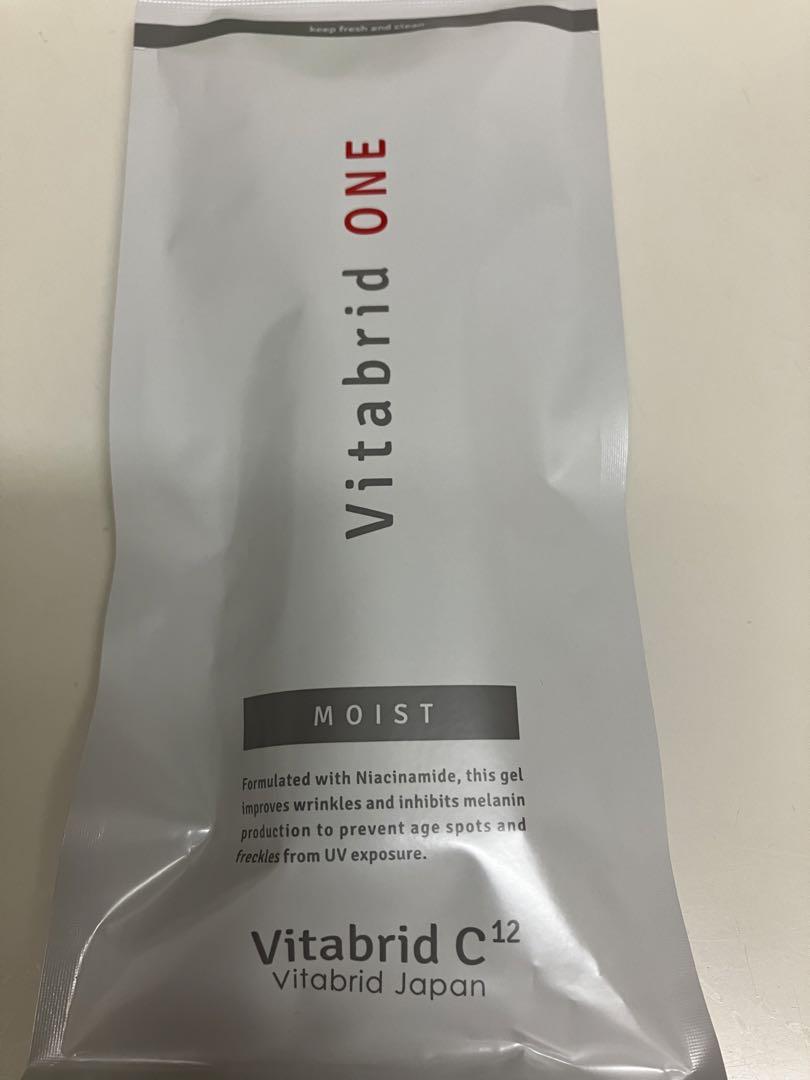 keep fresh and clean
Vitabrid ONE
MOIST
Formulated with Niacinamide, this gel
improves wrinkles and inhibits melanin
production to prevent age spots and
freckles from UV exposure.
Vitabrid C¹²
Vitabrid Japan